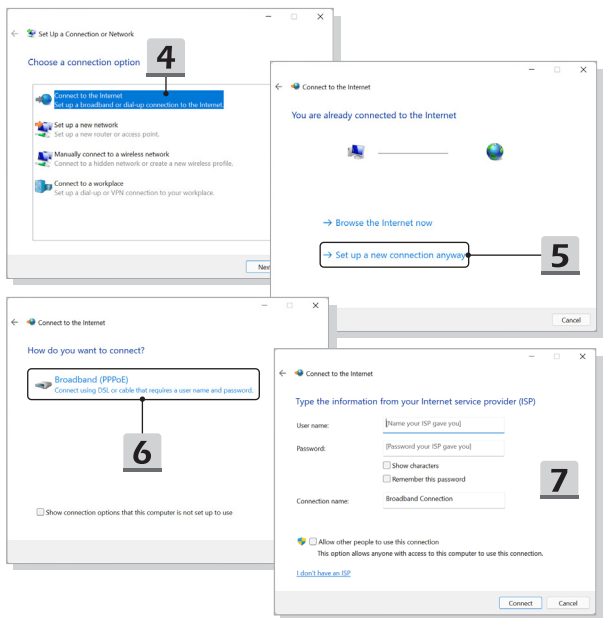 Set Up a Connection or Network
Choose a connection option
4
Connect to the Internet
Set up a broadband or dial-up connection to the Internet.
Set up a new network
Set up a new router or access point.
Manually connect to a wireless network
Connect to a hidden network or create a new wireless profile.
Connect to a workplace
Set up a dial-up or VPN connection to your workplace.
Connect to the Internet
You are already connected to the Internet
→ Browse the Internet now
→ Set up a new connection anyway
5
Cancel
Connect to the Internet
How do you want to connect?
Broadband (PPPoE)
Connect using DSL or cable that requires a user name and password.
6
Show connection options that this computer is not set up to use
Connect to the Internet
Type the information from your Internet service provider (ISP)
User name:
[Name your ISP gave you]
Password:
[Password your ISP gave you]
Show characters
Remember this password
7
Connection name:
Broadband Connection
Allow other people to use this connection
This option allows anyone with access to this computer to use this connection.
I don't have an ISP
Connect
Cancel